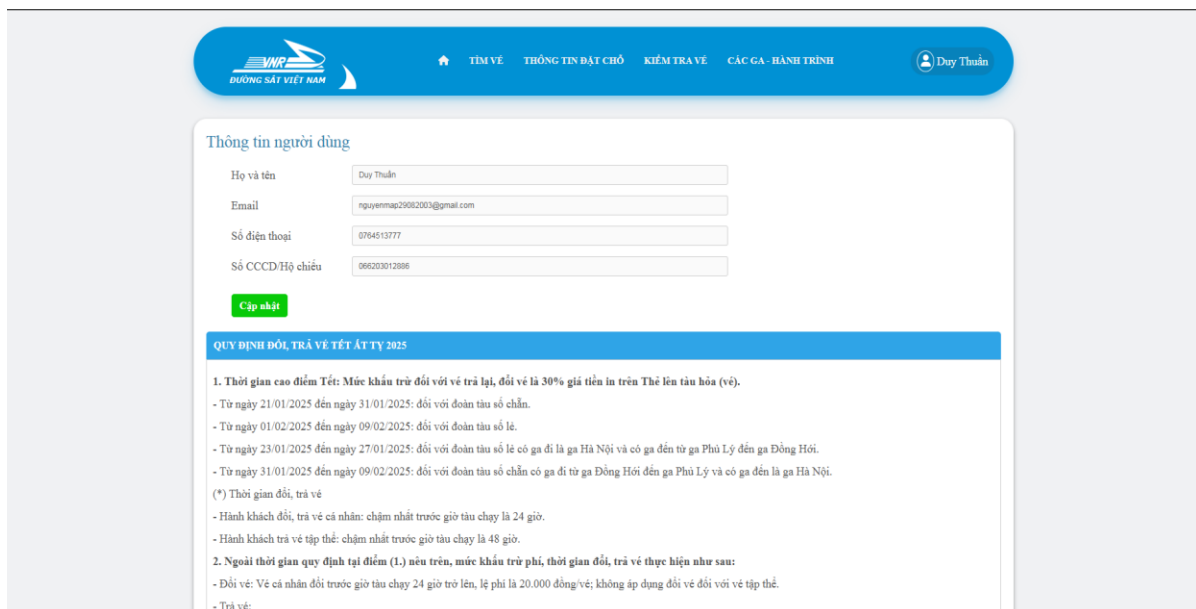 VNR
ĐƯỜNG SẮT VIỆT NAM
TÌM VÉ THÔNG TIN ĐẶT CHỖ KIỂM TRA VÉ CÁC GA - HÀNH TRÌNH
Duy Thuần
Thông tin người dùng
Họ và tên Duy Thuần
Email nguyenmap29082003@gmail.com
Số điện thoại 0764513777
Số CCCD/Hộ chiếu 066203012886
Cập nhật
QUY ĐỊNH ĐỔI, TRẢ VÉ TẾT ẤT TỴ 2025
1. Thời gian cao điểm Tết: Mức khấu trừ đối với vé trả lại, đổi vé là 30% giá tiền in trên Thẻ lên tàu hỏa (vé).
- Từ ngày 21/01/2025 đến ngày 31/01/2025: đối với đoàn tàu số chẵn.
- Từ ngày 01/02/2025 đến ngày 09/02/2025: đối với đoàn tàu số lẻ.
- Từ ngày 23/01/2025 đến ngày 27/01/2025: đối với đoàn tàu số lẻ có ga đi là ga Hà Nội và có ga đến từ ga Phủ Lý đến ga Đồng Hới.
- Từ ngày 31/01/2025 đến ngày 09/02/2025: đối với đoàn tàu số chẵn có ga đi từ ga Đồng Hới đến ga Phủ Lý và có ga đến là ga Hà Nội.
(*) Thời gian đổi, trả vé
- Hành khách đổi, trả vé cá nhân: chậm nhất trước giờ tàu chạy là 24 giờ.
- Hành khách trả vé tập thể: chậm nhất trước giờ tàu chạy là 48 giờ.
2. Ngoài thời gian quy định tại điểm (1.) nêu trên, mức khấu trừ phí, thời gian đổi, trả vé thực hiện như sau:
- Đổi vé: Vé cá nhân đổi trước giờ tàu chạy 24 giờ trở lên, lệ phí là 20.000 đồng/vé; không áp dụng đổi vé đối với vé tập thể.
- Trả vé: